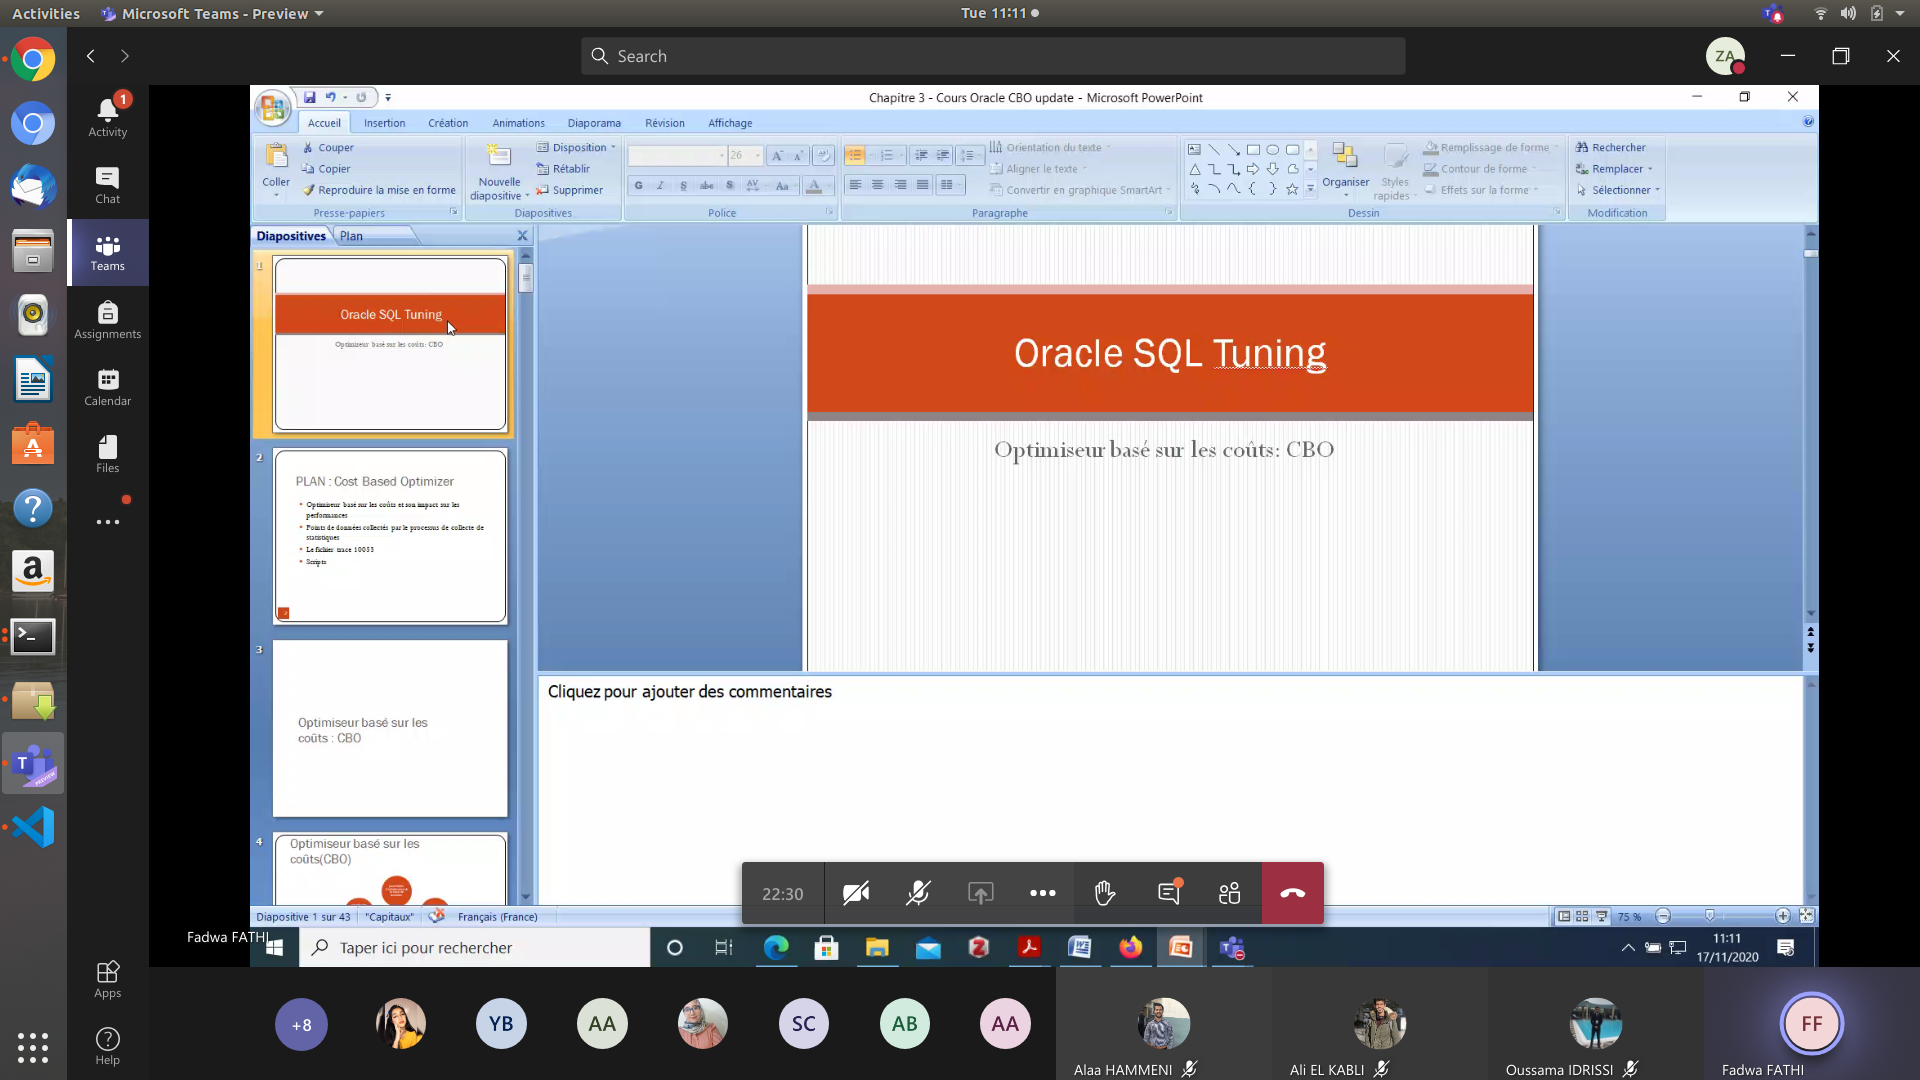 Activities
Microsoft Teams - Preview
Tue 11:11
Search
ZA
1
Activity
Chat
Teams
Assignments
Calendar
Files
Apps
Help
Chapitre 3 - Cours Oracle CBO update - Microsoft PowerPoint
Accueil Insertion Création Animations Diaporama Révision Affichage
Coller
Couper
Copier
Reproduire la mise en forme
Presse-papiers
Nouvelle
diapositive
Disposition
Rétablir
Supprimer
Diapositives
26
Police
Orientation du texte
Aligner le texte
Convertir en graphique SmartArt
Paragraphe
Organiser
Styles
rapides
Remplissage de forme
Contour de forme
Effets sur la forme
Dessin
Rechercher
Remplacer
Sélectionner
Modification
Diapositives Plan
1
Oracle SQL Tuning
Optimiseur basé sur les coûts: CBO
2
PLAN : Cost Based Optimizer
Optimiseur basé sur les coûts et son impact sur les
performances
Points de données collectés par le processus de collecte de
statistiques
Le fichier trace 10053
Scripts
3
Optimiseur basé sur les
coûts : CBO
4
Optimiseur basé sur les
coûts(CBO)
Oracle SQL Tuning
Optimiseur basé sur les coûts: CBO
Cliquez pour ajouter des commentaires
22:30
Diapositive 1 sur 43 "Capitaux" Français (France)
75 %
Fadwa FATHI
Taper ici pour rechercher
11:11
17/11/2020
+8
YB
AA
SC
AB
AA
FF
Alaa HAMMENI
Ali EL KABLI
Oussama IDRISSI
Fadwa FATHI